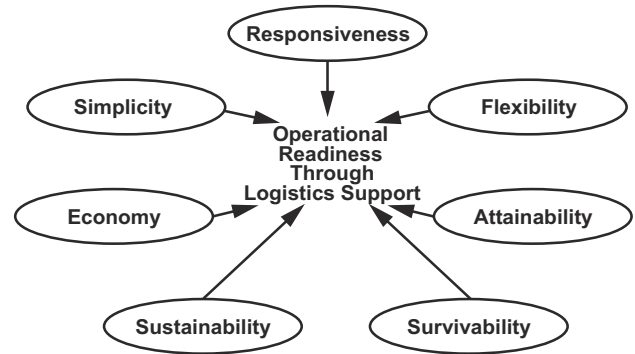 Responsiveness
Simplicity
Flexibility
Operational
Readiness
Through
Logistics Support
Economy
Attainability
Sustainability
Survivability